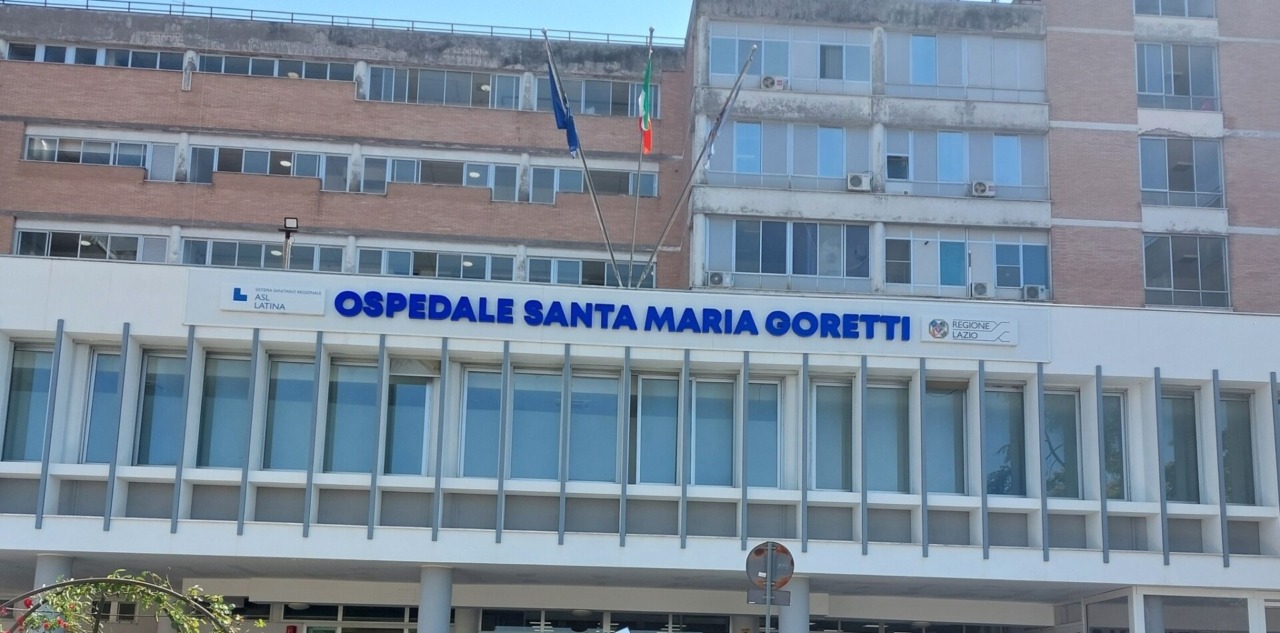 SISTEMA SANITARIO REGIONALE
ASL
LATINA
OSPEDALE SANTA MARIA GORETTI
REGIONE
LAZIO